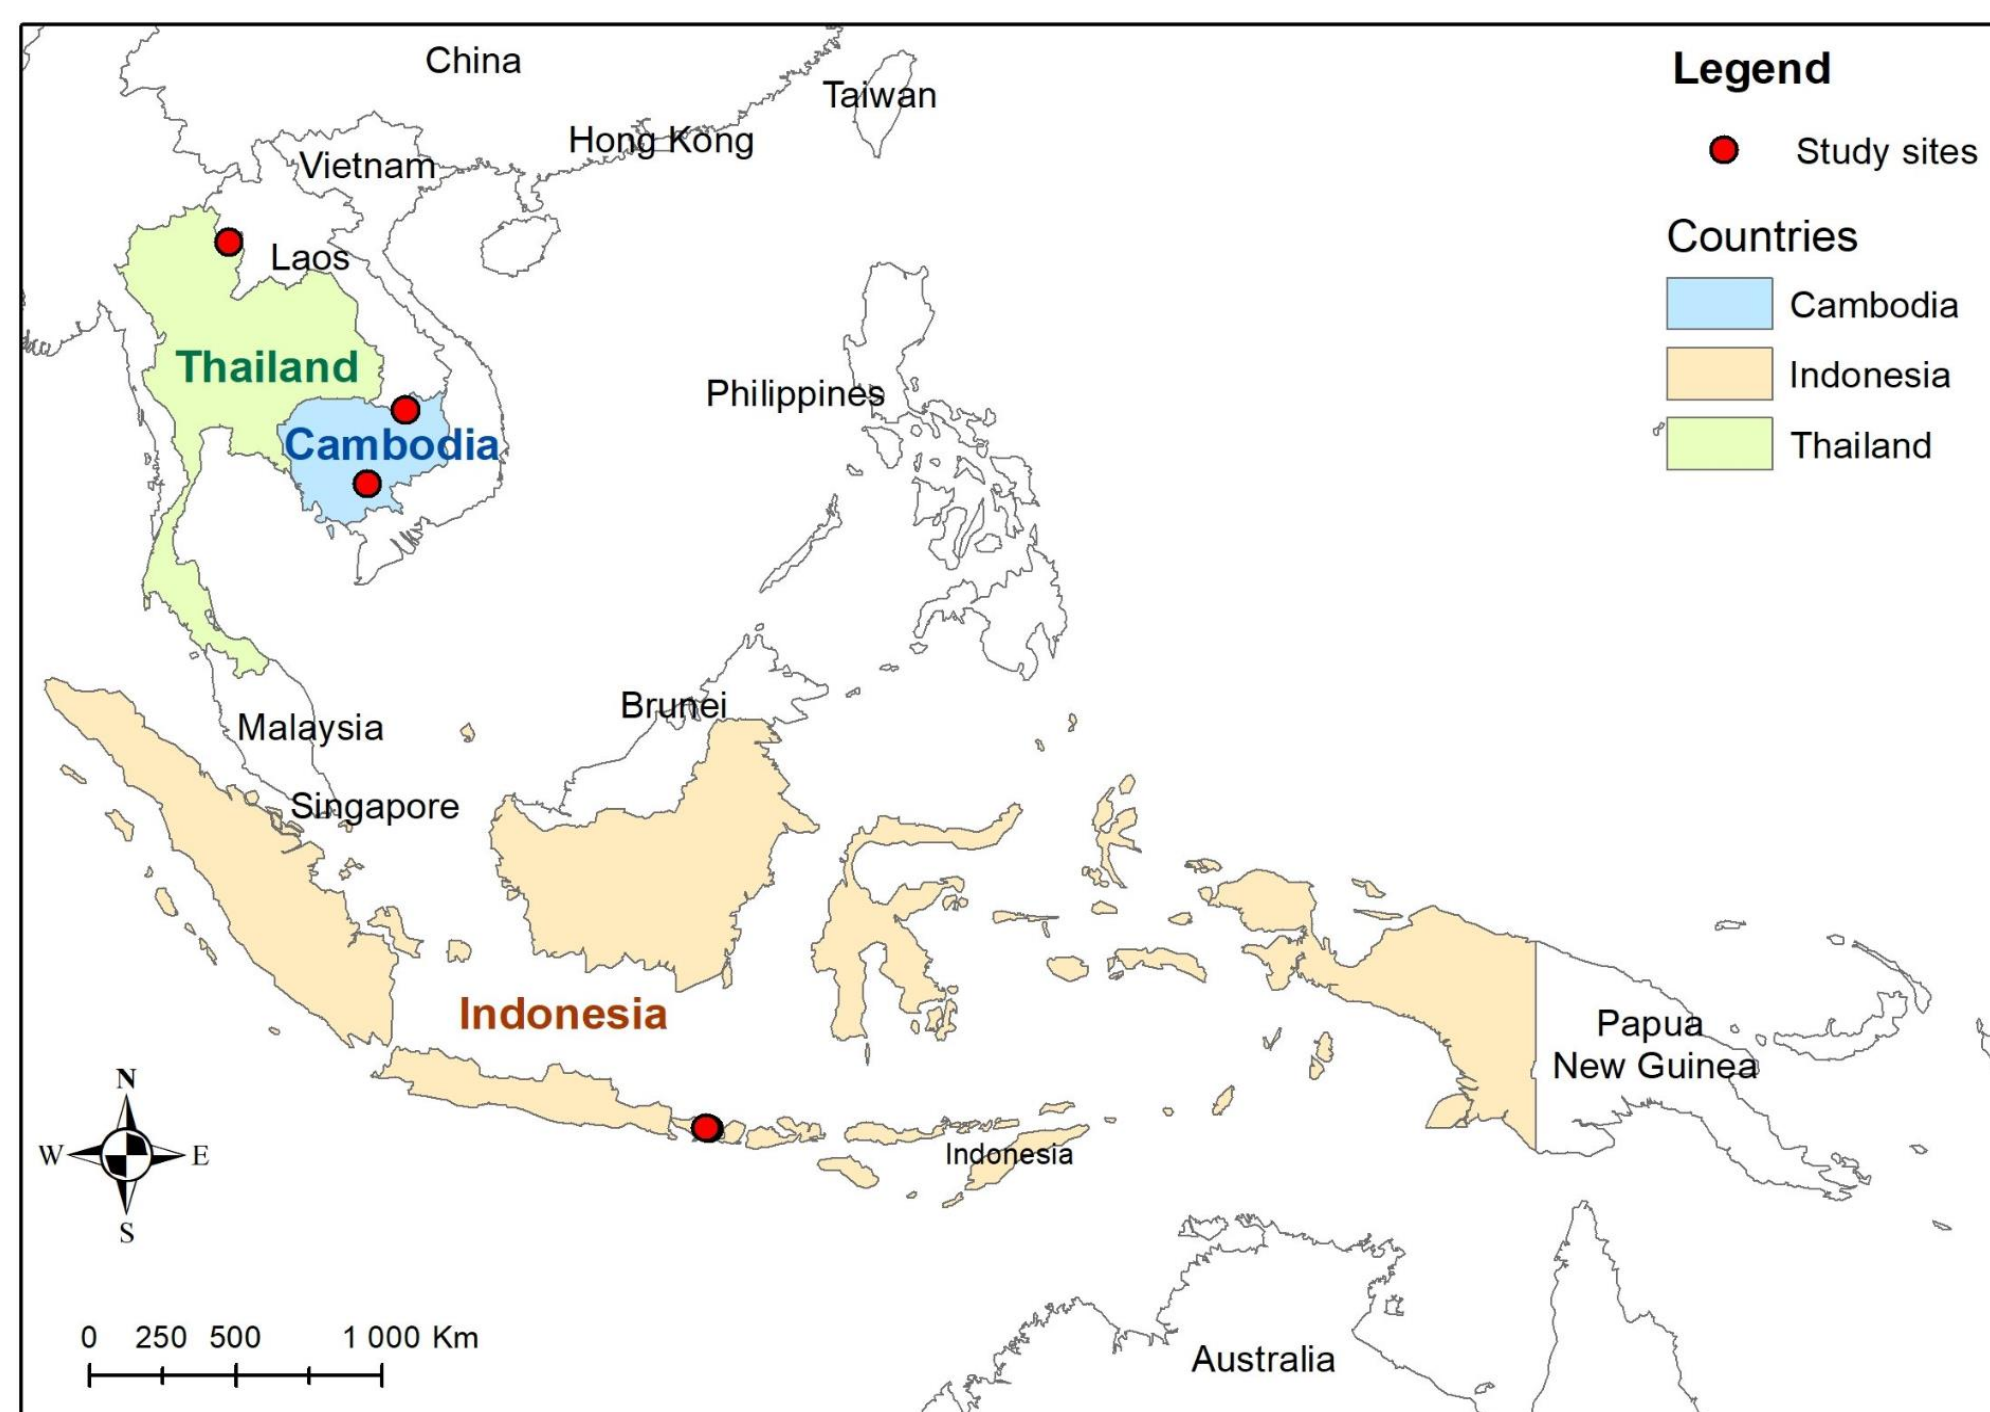 China
Taiwan
Hong Kong
Vietnam
Laos
Thailand
Cambodia
Philippines
Brunei
Malaysia
Singapore
Indonesia
Indonesia
Papua
New Guinea
Australia
Legend
Study sites
Countries
Cambodia
Indonesia
Thailand
N
W E
S
0 250 500 1 000 Km